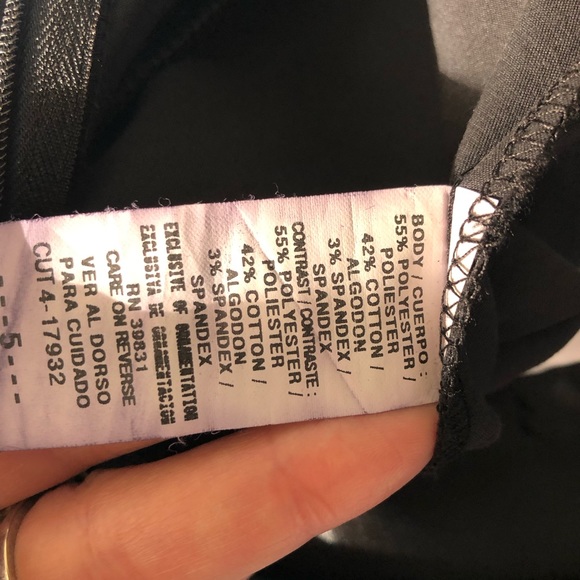 BODY / CUERPO :
55% POLYESTER /
POLIESTER
42% COTTON /
ALGODON
3% SPANDEX /
SPANDEX
CONTRAST / CONTRASTE :
55% POLYESTER /
POLIESTER
42% COTTON /
ALGODON
3% SPANDEX /
SPANDEX
EXCLUSIVE OF ORNAMENTATION
EXCLUSIVA DE ORNAMENTACION
RN 39831
CARE ON REVERSE
VER AL DORSO
PARA CUIDADO
CUT 4-17932
---5---